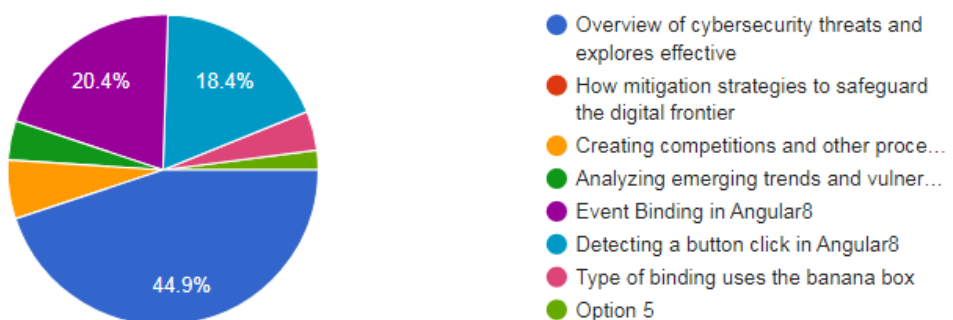 20.4%
18.4%
44.9%
Overview of cybersecurity threats and
explores effective
How mitigation strategies to safeguard
the digital frontier
Creating competitions and other proce...
Analyzing emerging trends and vulner...
Event Binding in Angular8
Detecting a button click in Angular8
Type of binding uses the banana box
Option 5